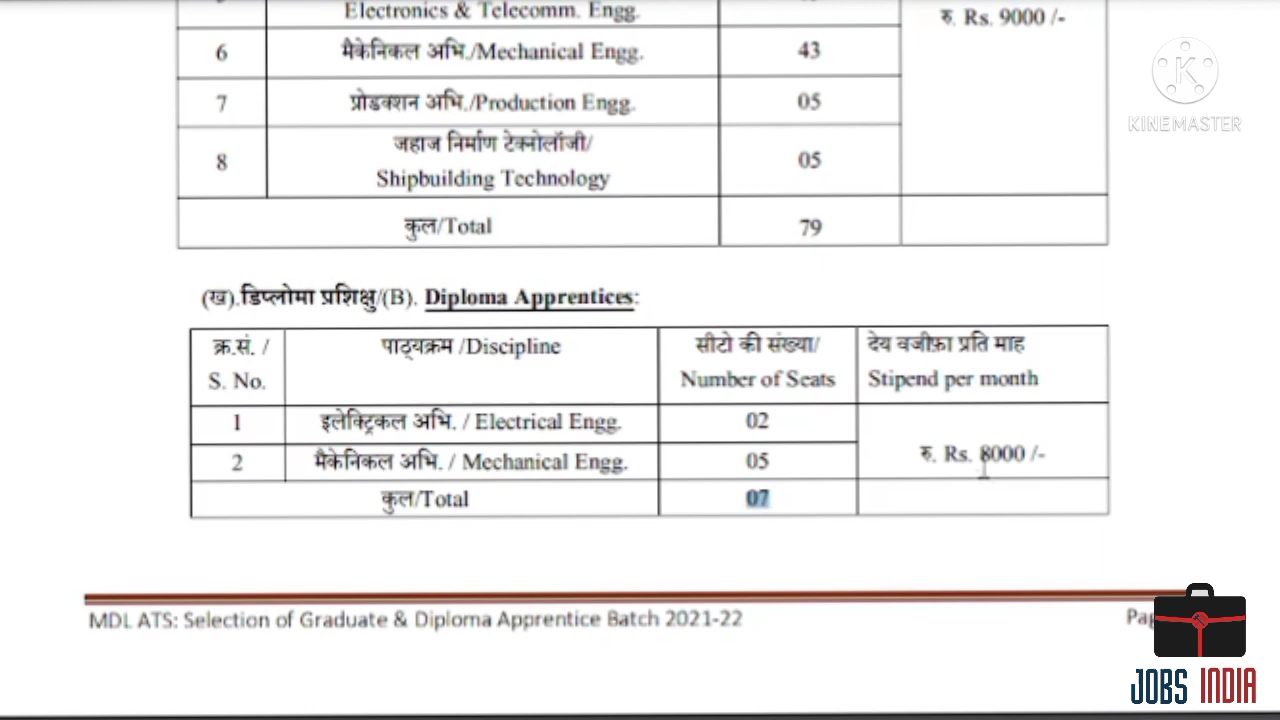 Electronics & Telecomm. Engg.
रु. Rs. 9000 /-
6 मैकेनिकल अभि./Mechanical Engg. 43
7 प्रोडक्शन अभि./Production Engg. 05
8 जहाज निर्माण टेक्नोलॉजी/ Shipbuilding Technology 05
कुल/Total 79
(ख).डिप्लोमा प्रशिक्षु/(B). Diploma Apprentices:
क्र.सं. / S. No. पाठ्यक्रम /Discipline सीटो की संख्या/ Number of Seats देय वजीफ़ा प्रति माह Stipend per month
1 इलेक्ट्रिकल अभि. / Electrical Engg. 02
रु. Rs. 8000 /-
2 मैकेनिकल अभि. / Mechanical Engg. 05
कुल/Total 07
MDL ATS: Selection of Graduate & Diploma Apprentice Batch 2021-22
KINEMASTER
JOBS INDIA